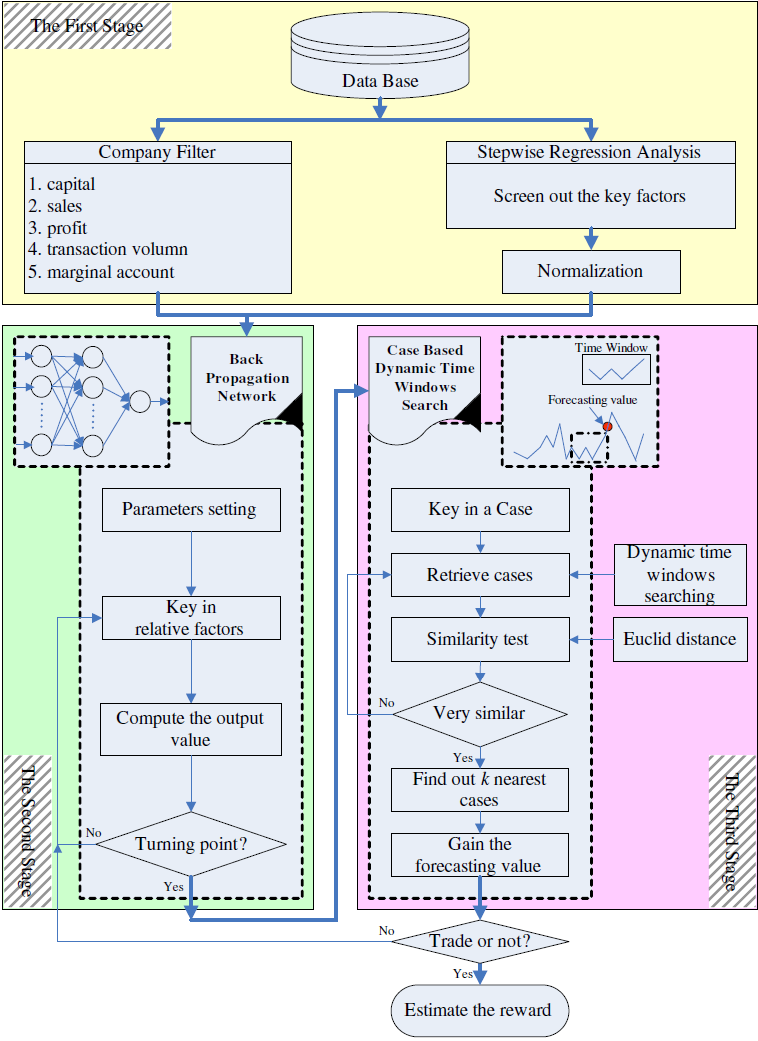 The First Stage
Data Base
Company Filter
1. capital
2. sales
3. profit
4. transaction volumn
5. marginal account
Stepwise Regression Analysis
Screen out the key factors
Normalization
Back
Propagation
Network
Parameters setting
Key in
relative factors
Compute the output
value
Turning point?
No
Yes
The Second Stage
Case Based
Dynamic Time
Windows
Search
Time Window
Forecasting value
Key in a Case
Retrieve cases
Dynamic time
windows
searching
Similarity test
Euclid distance
Very similar
No
Yes
Find out k nearest
cases
Gain the
forecasting value
The Third Stage
Trade or not?
No
Yes
Estimate the reward